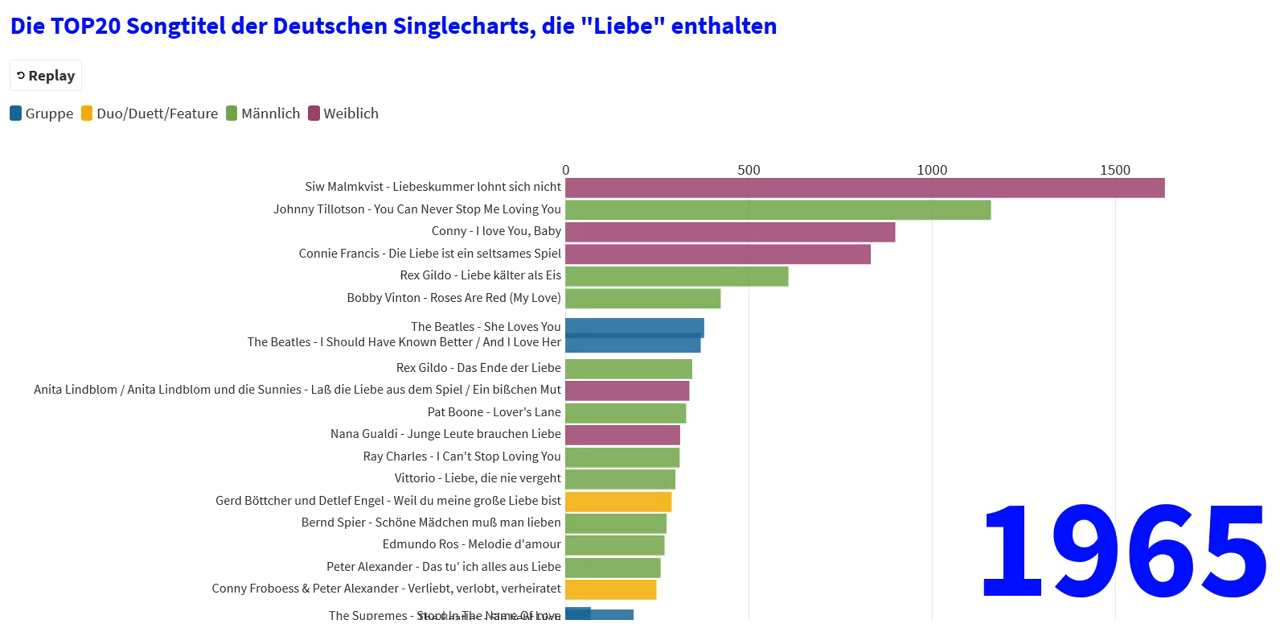 Die TOP20 Songtitel der Deutschen Singlecharts, die "Liebe" enthalten
Replay
Gruppe Duo/Duett/Feature Männlich Weiblich
0 500 1000 1500
Siw Malmkvist - Liebeskummer lohnt sich nicht
Johnny Tillotson - You Can Never Stop Me Loving You
Conny - I love You, Baby
Connie Francis - Die Liebe ist ein seltsames Spiel
Rex Gildo - Liebe kälter als Eis
Bobby Vinton - Roses Are Red (My Love)
The Beatles - She Loves You
The Beatles - I Should Have Known Better / And I Love Her
Rex Gildo - Das Ende der Liebe
Anita Lindblom / Anita Lindblom und die Sunnies - Laß die Liebe aus dem Spiel / Ein bißchen Mut
Pat Boone - Lover's Lane
Nana Gualdi - Junge Leute brauchen Liebe
Ray Charles - I Can't Stop Loving You
Vittorio - Liebe, die nie vergeht
Gerd Böttcher und Detlef Engel - Weil du meine große Liebe bist
Bernd Spier - Schöne Mädchen muß man lieben
Edmundo Ros - Melodie d'amour
Peter Alexander - Das tu' ich alles aus Liebe
Conny Froboess & Peter Alexander - Verliebt, verlobt, verheiratet
The Supremes - Stop! In The Name Of Love
1965